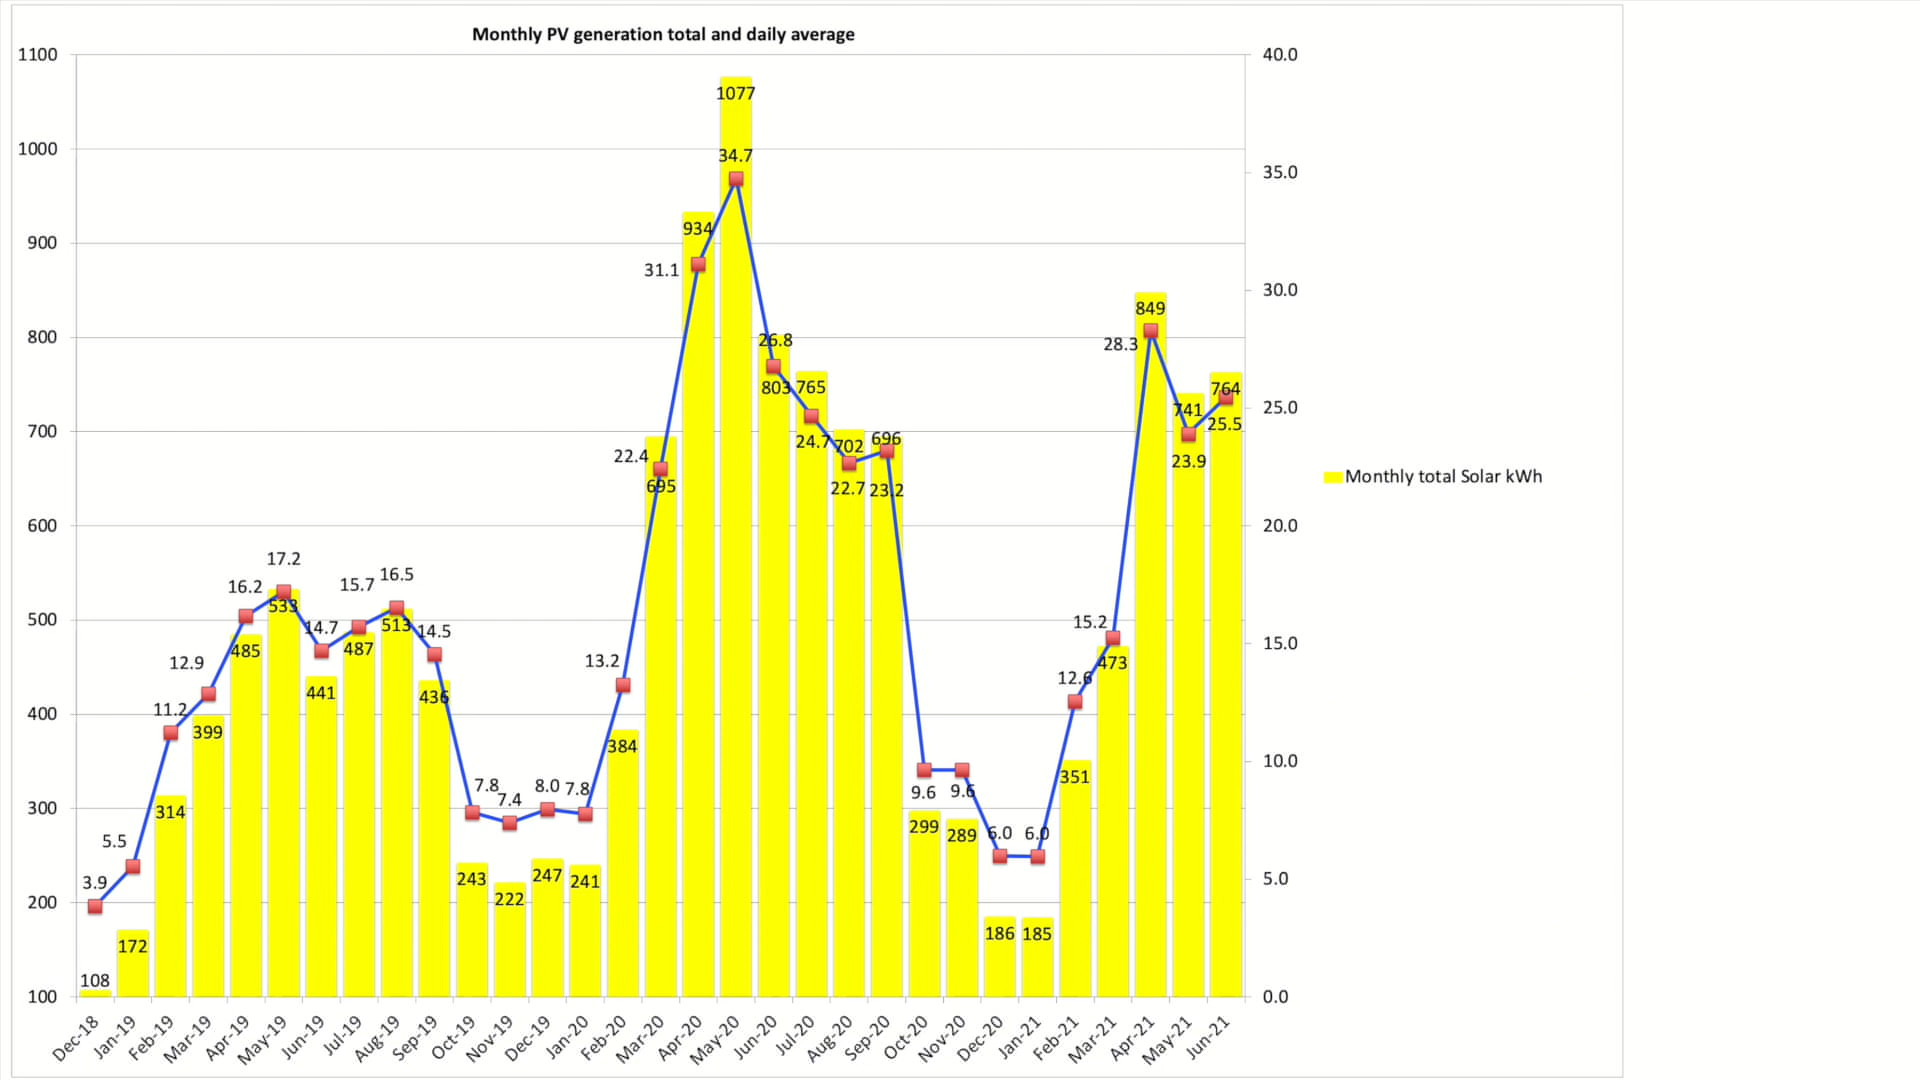 Monthly PV generation total and daily average
1100
1000
900
800
700
600
500
400
300
200
100
40.0
35.0
30.0
25.0
20.0
15.0
10.0
5.0
0.0
3.9
5.5
11.2
12.9
16.2
17.2
14.7
15.7
16.5
14.5
7.8
7.4
8.0
7.8
13.2
22.4
31.1
34.7
26.8
24.7
22.7
23.2
9.6
9.6
6.0
6.0
12.6
15.2
28.3
23.9
25.5
108
172
314
399
485
533
441
487
513
436
243
222
247
241
384
695
934
1077
803
765
702
696
299
289
186
185
351
473
849
741
764
Monthly total Solar kWh
Dec-18
Jan-19
Feb-19
Mar-19
Apr-19
May-19
Jun-19
Jul-19
Aug-19
Sep-19
Oct-19
Nov-19
Dec-19
Jan-20
Feb-20
Mar-20
Apr-20
May-20
Jun-20
Jul-20
Aug-20
Sep-20
Oct-20
Nov-20
Dec-20
Jan-21
Feb-21
Mar-21
Apr-21
May-21
Jun-21